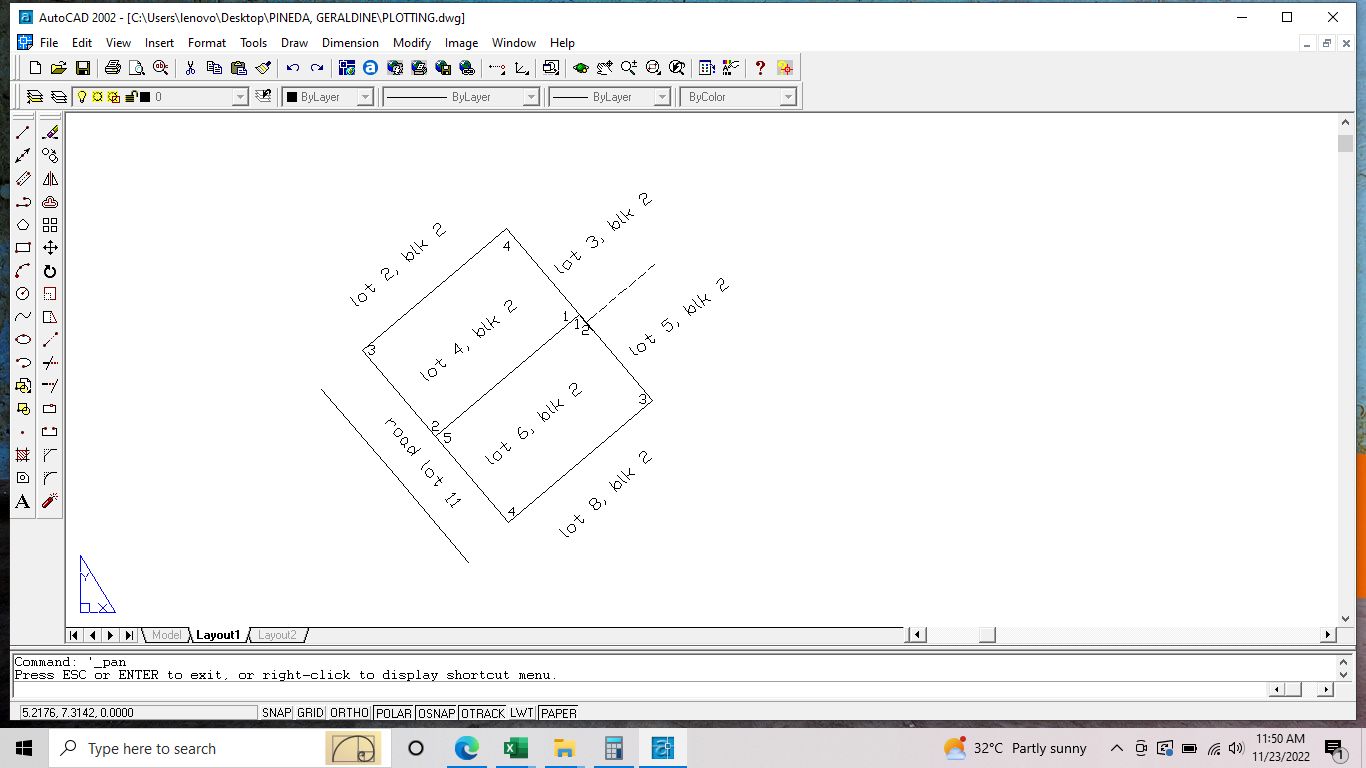 AutoCAD 2002 - [C:\Users\lenovo\Desktop\PINEDA, GERALDINE\PLOTTING.dwg]
File Edit View Insert Format Tools Draw Dimension Modify Image Window Help
0 ByLayer ByLayer ByLayer ByColor
lot 2, blk 2
lot 3, blk 2
4
lot 4, blk 2
1
1
2
lot 5, blk 2
3
lot 6, blk 2
3
2
5
road lot 11
4
lot 8, blk 2
Y
X
Model Layout1 Layout2
Command: '_pan
Press ESC or ENTER to exit, or right-click to display shortcut menu.
5.2176, 7.3142, 0.0000 SNAP GRID ORTHO POLAR OSNAP OTRACK LWT PAPER
Type here to search
32°C Partly sunny
11:50 AM
11/23/2022
1